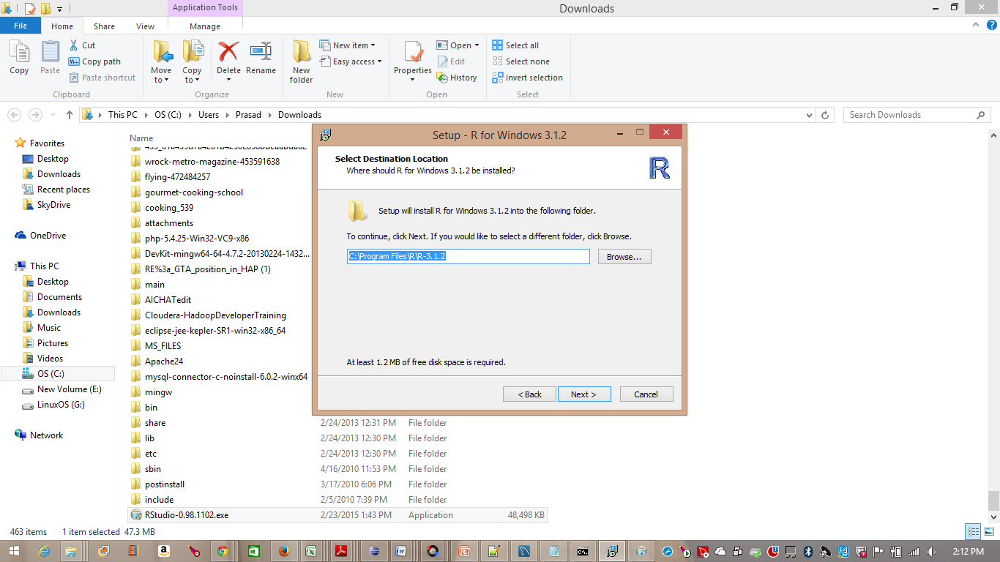 Application Tools
Downloads
File
Home
Share
View
Manage
Copy
Paste
Cut
Copy path
Paste shortcut
Clipboard
Move to
Copy to
Delete
Rename
Organize
New folder
New item
Easy access
New
Properties
Open
Edit
History
Open
Select all
Select none
Invert selection
Select
This PC
OS (C:)
Users
Prasad
Downloads
Search Downloads
Favorites
Desktop
Downloads
Recent places
SkyDrive
OneDrive
This PC
Desktop
Documents
Downloads
Music
Pictures
Videos
OS (C:)
New Volume (E:)
LinuxOS (G:)
Network
Name
wrock-metro-magazine-453591638
flying-472484257
gourmet-cooking-school
cooking_539
attachments
php-5.4.25-Win32-VC9-x86
DevKit-mingw64-64-4.7.2-20130224-1432...
RE%3a_GTA_position_in_HAP (1)
main
AICHATedit
Cloudera-HadoopDeveloperTraining
eclipse-jee-kepler-SR1-win32-x86_64
MS_FILES
Apache24
mysql-connector-c-noinstall-6.0.2-winx64
mingw
bin
share 2/24/2013 12:31 PM File folder
lib 2/24/2013 12:30 PM File folder
etc 2/24/2013 12:30 PM File folder
sbin 4/16/2010 11:53 PM File folder
postinstall 3/17/2010 6:06 PM File folder
include 2/5/2010 7:39 PM File folder
RStudio-0.98.1102.exe 2/23/2015 1:43 PM Application 48,498 KB
Setup - R for Windows 3.1.2
Select Destination Location
Where should R for Windows 3.1.2 be installed?
R
Setup will install R for Windows 3.1.2 into the following folder.
To continue, click Next. If you would like to select a different folder, click Browse.
C:\Program Files\R\R-3.1.2
Browse...
At least 1.2 MB of free disk space is required.
< Back
Next >
Cancel
463 items
1 item selected 47.3 MB
2:12 PM